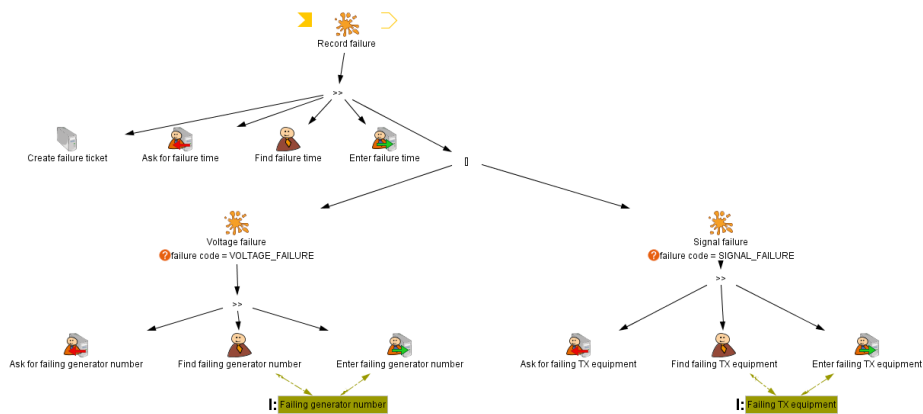 Record failure
>>
Create failure ticket
Ask for failure time
Find failure time
Enter failure time
[]
Voltage failure
?failure code = VOLTAGE_FAILURE
Signal failure
?failure code = SIGNAL_FAILURE
>>
>>
Ask for failing generator number
Find failing generator number
Enter failing generator number
Ask for failing TX equipment
Find failing TX equipment
Enter failing TX equipment
I: Failing generator number
I: Failing TX equipment